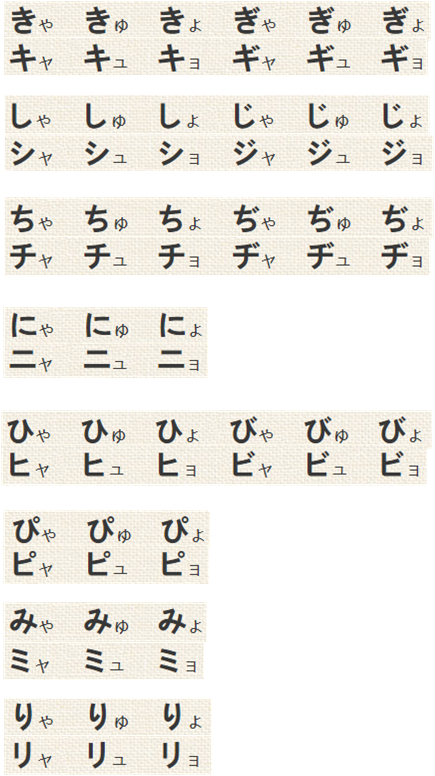 きゃ きゅ きょ ぎゃ ぎゅ ぎょ
キャ キュ キョ ギャ ギュ ギョ
しゃ しゅ しょ じゃ じゅ じょ
シャ シュ ショ ジャ ジュ ジョ
ちゃ ちゅ ちょ ぢゃ ぢゅ ぢょ
チャ チュ チョ ヂャ ヂュ ヂョ
にゃ にゅ にょ
ニャ ニュ ニョ
ひゃ ひゅ ひょ びゃ びゅ びょ
ヒャ ヒュ ヒョ ビャ ビュ ビョ
ぴゃ ぴゅ ぴょ
ピャ ピュ ピョ
みゃ みゅ みょ
ミャ ミュ ミョ
りゃ りゅ りょ
リャ リュ リョ